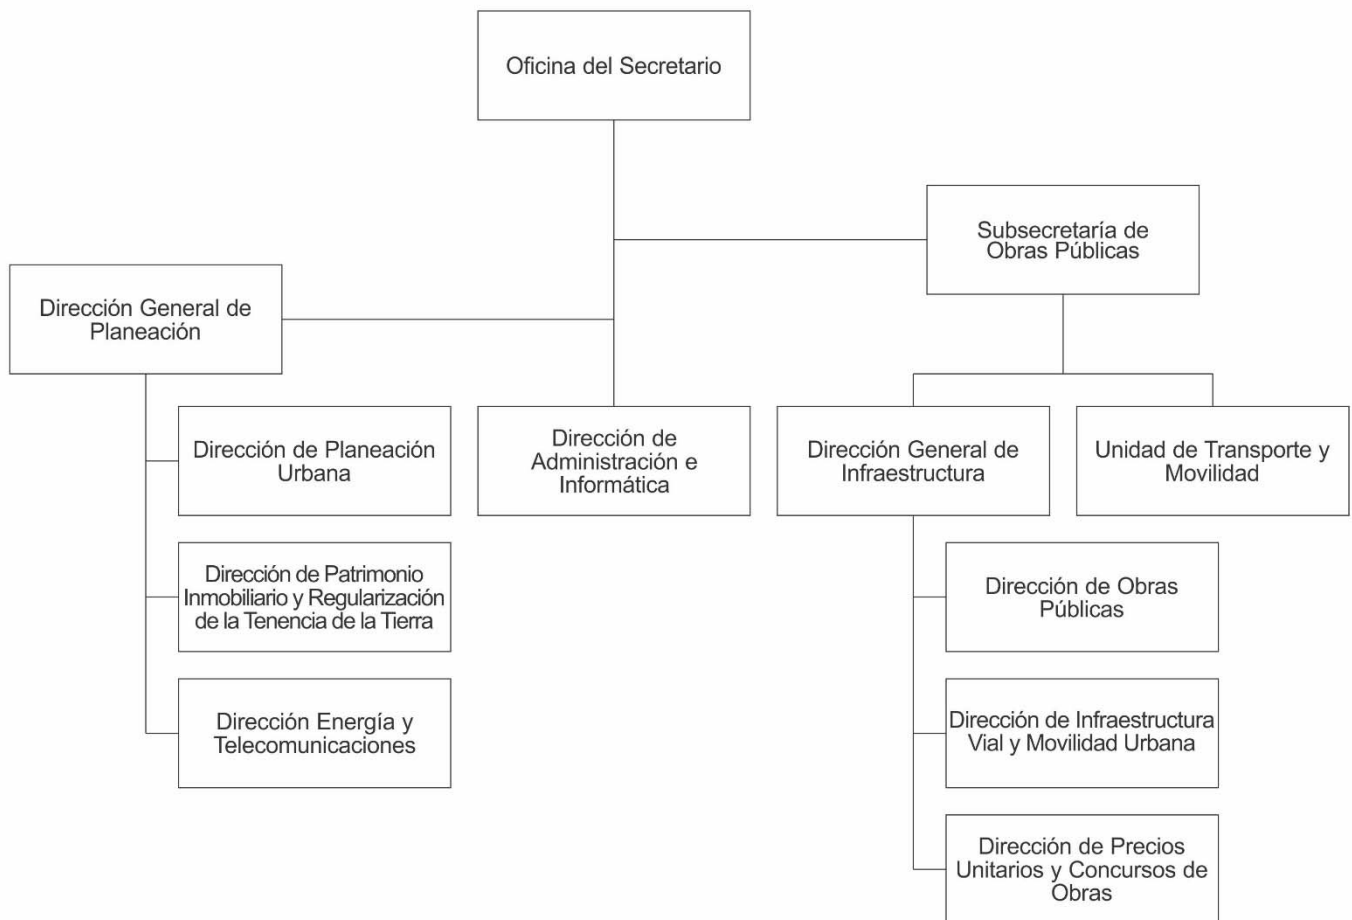 Oficina del Secretario
Subsecretaría de
Obras Públicas
Dirección General de
Planeación
Dirección de Planeación
Urbana
Dirección de
Administración e
Informática
Dirección General de
Infraestructura
Unidad de Transporte y
Movilidad
Dirección de Patrimonio
Inmobiliario y Regularización
de la Tenencia de la Tierra
Dirección de Obras
Públicas
Dirección Energía y
Telecomunicaciones
Dirección de Infraestructura
Vial y Movilidad Urbana
Dirección de Precios
Unitarios y Concursos de
Obras